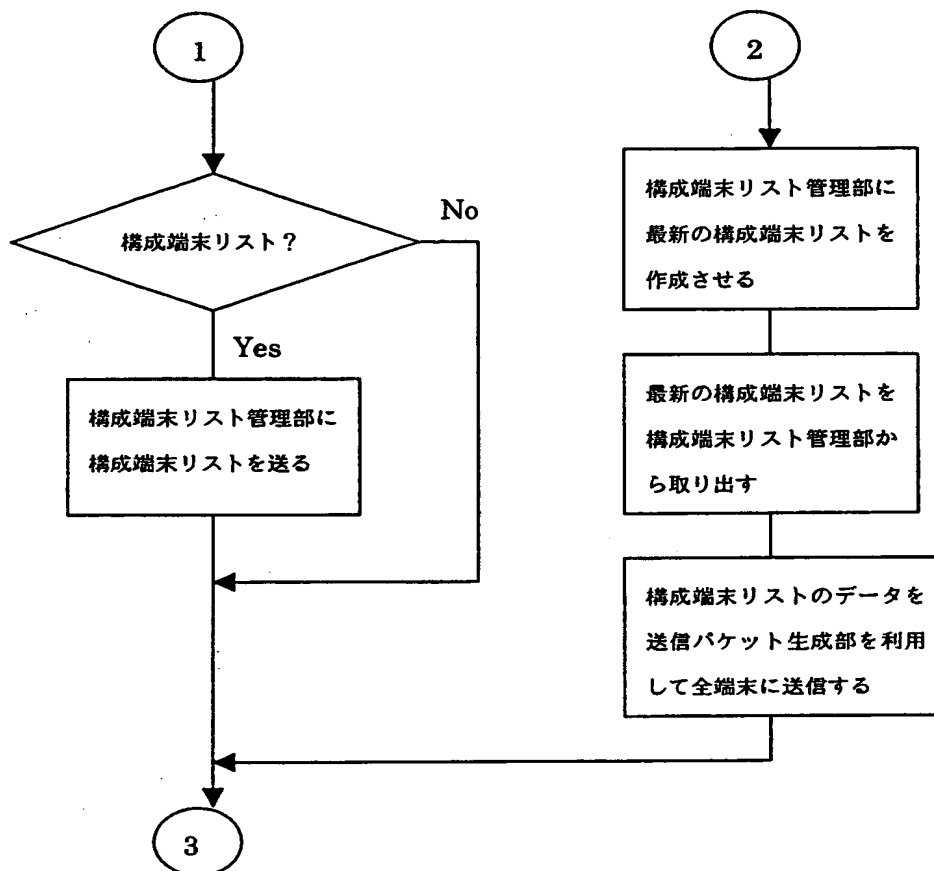 1
構成端末リスト？
No
Yes
構成端末リスト管理部に
構成端末リストを送る
2
構成端末リスト管理部に
最新の構成端末リストを
作成させる
最新の構成端末リストを
構成端末リスト管理部か
ら取り出す
構成端末リストのデータを
送信パケット生成部を利用
して全端末に送信する
3